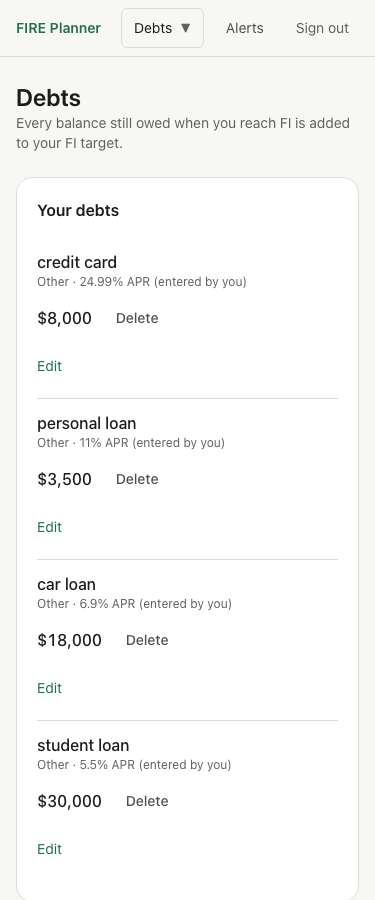 FIRE Planner Debts ▼ Alerts Sign out
Debts
Every balance still owed when you reach FI is added
to your FI target.
Your debts
credit card
Other · 24.99% APR (entered by you)
$8,000 Delete
Edit
personal loan
Other · 11% APR (entered by you)
$3,500 Delete
Edit
car loan
Other · 6.9% APR (entered by you)
$18,000 Delete
Edit
student loan
Other · 5.5% APR (entered by you)
$30,000 Delete
Edit